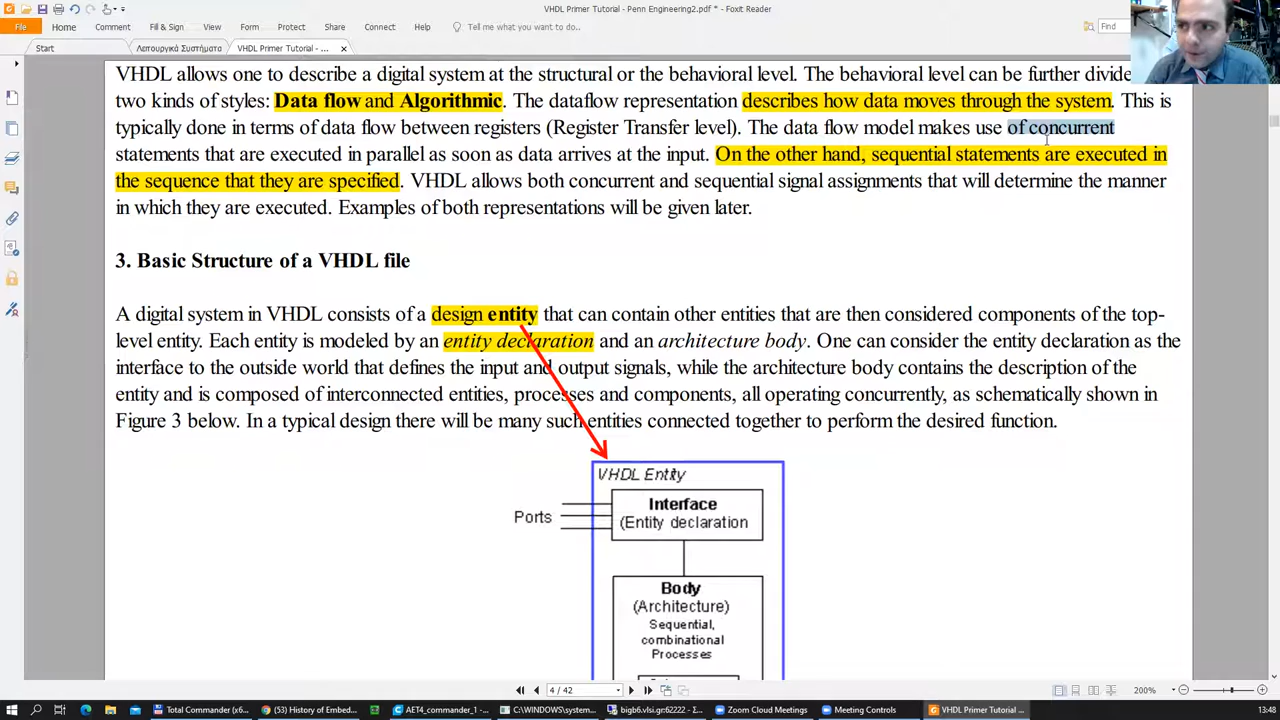 VHDL Primer Tutorial - Penn Engineering2.pdf * - Foxit Reader
File Home Comment Fill & Sign View Form Protect Share Help Tell me what you want to do... Find
Start Λειτουργικά Συστήματα VHDL Primer Tutorial - ...
VHDL allows one to describe a digital system at the structural or the behavioral level. The behavioral level can be further divide
two kinds of styles: Data flow and Algorithmic. The dataflow representation describes how data moves through the system. This is
typically done in terms of data flow between registers (Register Transfer level). The data flow model makes use of concurrent
statements that are executed in parallel as soon as data arrives at the input. On the other hand, sequential statements are executed in
the sequence that they are specified. VHDL allows both concurrent and sequential signal assignments that will determine the manner
in which they are executed. Examples of both representations will be given later.
3. Basic Structure of a VHDL file
A digital system in VHDL consists of a design entity that can contain other entities that are then considered components of the top-
level entity. Each entity is modeled by an entity declaration and an architecture body. One can consider the entity declaration as the
interface to the outside world that defines the input and output signals, while the architecture body contains the description of the
entity and is composed of interconnected entities, processes and components, all operating concurrently, as schematically shown in
Figure 3 below. In a typical design there will be many such entities connected together to perform the desired function.
VHDL Entity
Interface
Ports
(Entity declaration
Body
(Architecture)
Sequential,
combinational
Processes
4 / 42 200%
Total Commander (x6... (53) History of Embed... AET4_commander_1 - ... C:\WINDOWS\system... bigb6.vlsi.gr:62222 - Σ... Zoom Cloud Meetings Meeting Controls VHDL Primer Tutorial ... 13:48